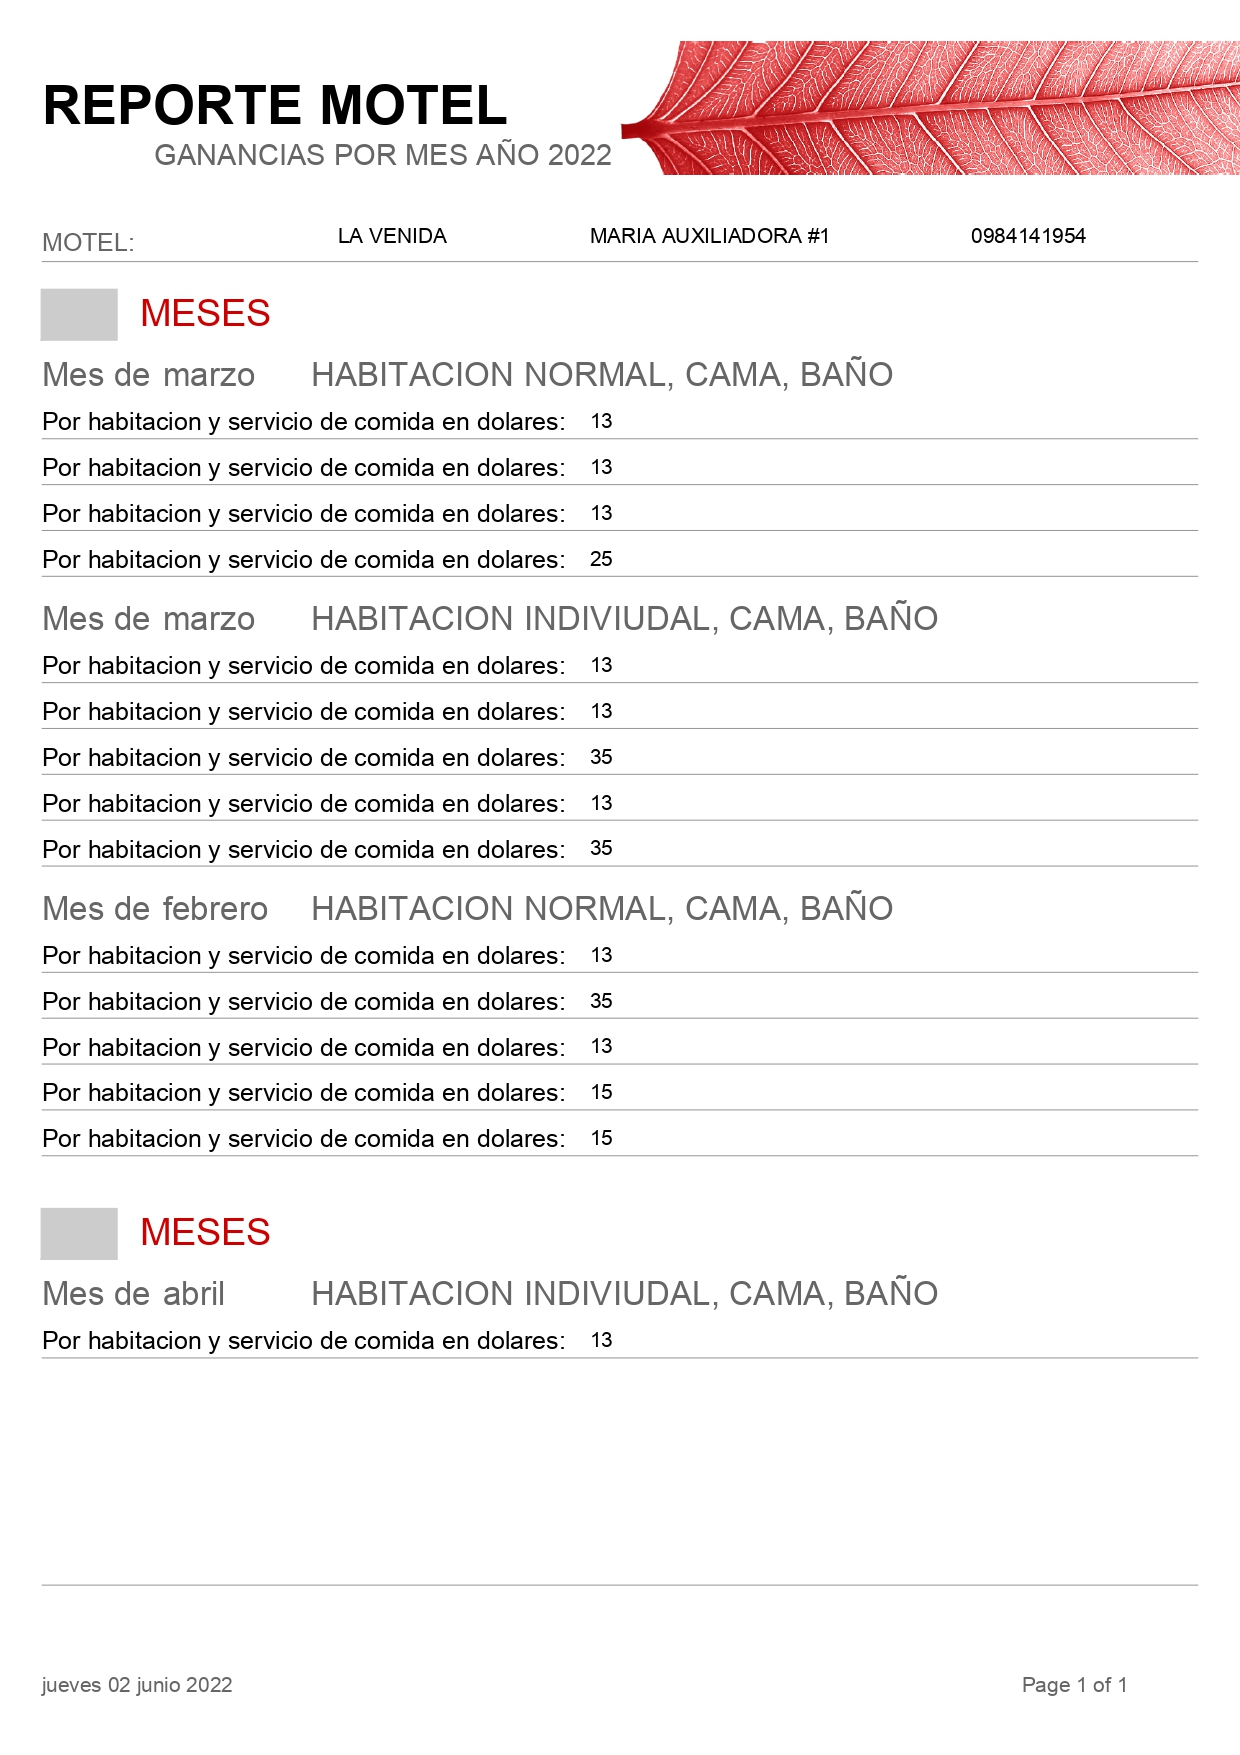 REPORTE MOTEL
GANANCIAS POR MES AÑO 2022
MOTEL: LA VENIDA MARIA AUXILIADORA #1 0984141954
MESES
Mes de marzo HABITACION NORMAL, CAMA, BAÑO
Por habitacion y servicio de comida en dolares: 13
Por habitacion y servicio de comida en dolares: 13
Por habitacion y servicio de comida en dolares: 13
Por habitacion y servicio de comida en dolares: 25
Mes de marzo HABITACION INDIVIUDAL, CAMA, BAÑO
Por habitacion y servicio de comida en dolares: 13
Por habitacion y servicio de comida en dolares: 13
Por habitacion y servicio de comida en dolares: 35
Por habitacion y servicio de comida en dolares: 13
Por habitacion y servicio de comida en dolares: 35
Mes de febrero HABITACION NORMAL, CAMA, BAÑO
Por habitacion y servicio de comida en dolares: 13
Por habitacion y servicio de comida en dolares: 35
Por habitacion y servicio de comida en dolares: 13
Por habitacion y servicio de comida en dolares: 15
Por habitacion y servicio de comida en dolares: 15
MESES
Mes de abril HABITACION INDIVIUDAL, CAMA, BAÑO
Por habitacion y servicio de comida en dolares: 13
jueves 02 junio 2022 Page 1 of 1